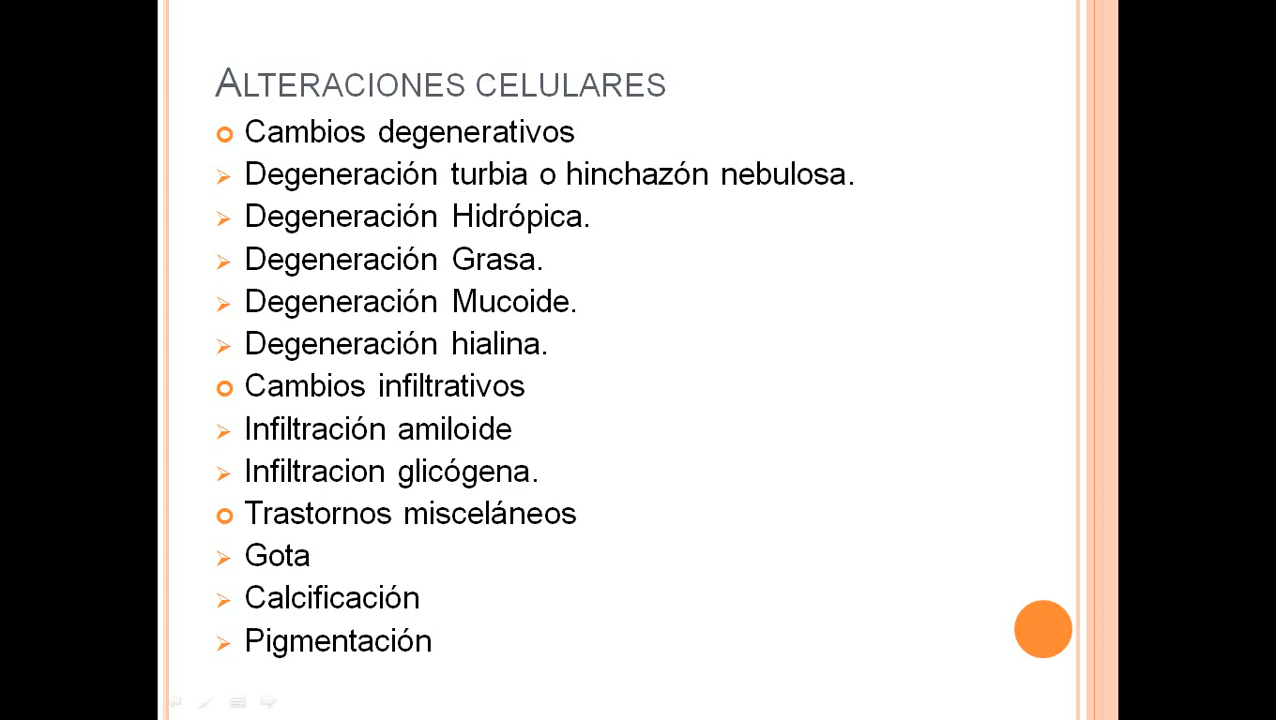 ALTERACIONES CELULARES
Cambios degenerativos
Degeneración turbia o hinchazón nebulosa.
Degeneración Hidrópica.
Degeneración Grasa.
Degeneración Mucoide.
Degeneración hialina.
Cambios infiltrativos
Infiltración amiloide
Infiltracion glicógena.
Trastornos misceláneos
Gota
Calcificación
Pigmentación